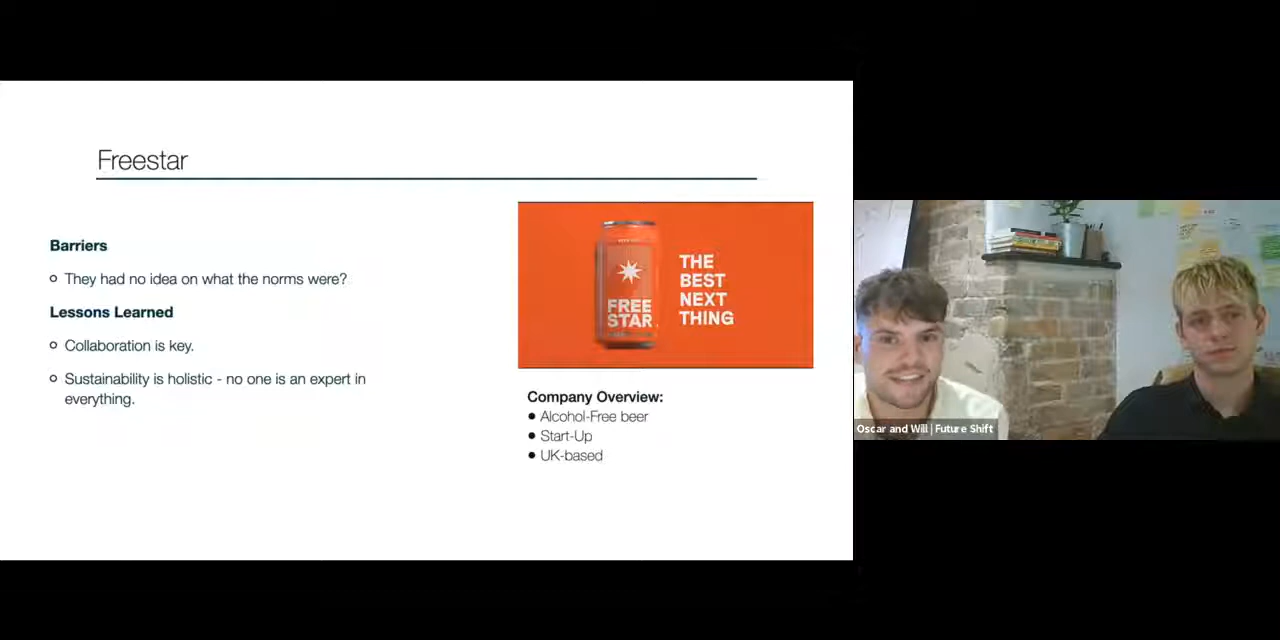 Freestar
Barriers
They had no idea on what the norms were?
Lessons Learned
Collaboration is key.
Sustainability is holistic - no one is an expert in
everything.
FREE
STAR
THE
BEST
NEXT
THING
Company Overview:
Alcohol-Free beer
Start-Up
UK-based
Oscar and Will | Future Shift